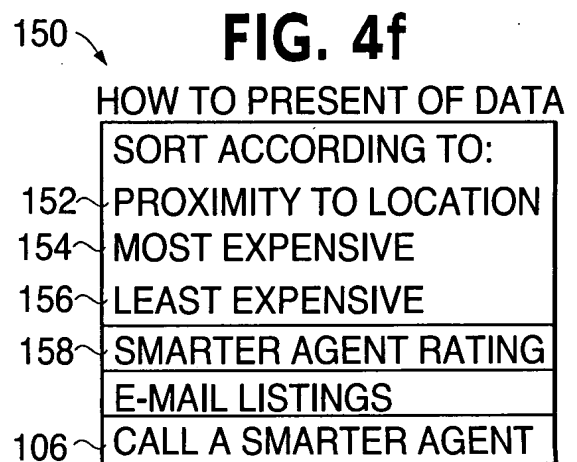 150 FIG. 4f
HOW TO PRESENT OF DATA
SORT ACCORDING TO:
152 PROXIMITY TO LOCATION
154 MOST EXPENSIVE
156 LEAST EXPENSIVE
158 SMARTER AGENT RATING
E-MAIL LISTINGS
106 CALL A SMARTER AGENT